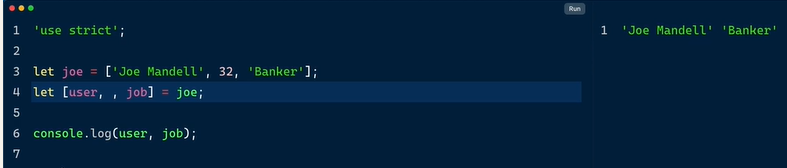 Run
1 'use strict';
2
3 let joe = ['Joe Mandell', 32, 'Banker'];
4 let [user, , job] = joe;
5
6 console.log(user, job);
7
1 'Joe Mandell' 'Banker'